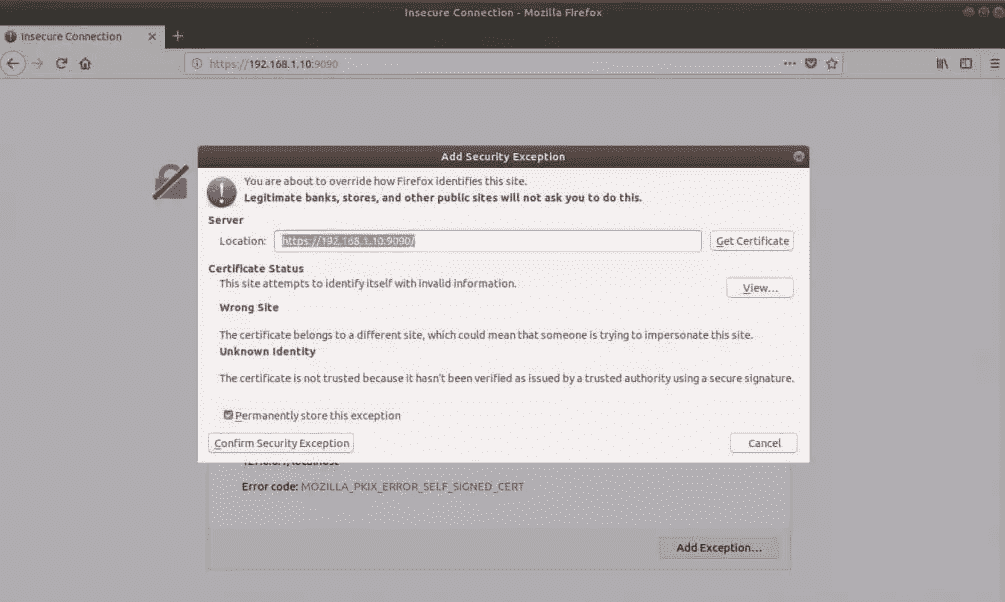 Insecure Connection - Mozilla Firefox
Insecure Connection
https://192.168.1.10:9090
Add Security Exception
You are about to override how Firefox identifies this site.
Legitimate banks, stores, and other public sites will not ask you to do this.
Server
Location: https://192.168.1.10:9090/ Get Certificate
Certificate Status
This site attempts to identify itself with invalid information.
View...
Wrong Site
The certificate belongs to a different site, which could mean that someone is trying to impersonate this site.
Unknown Identity
The certificate is not trusted because it hasn't been verified as issued by a trusted authority using a secure signature.
Permanently store this exception
Confirm Security Exception Cancel
Error code: MOZILLA_PKIX_ERROR_SELF_SIGNED_CERT
Add Exception...